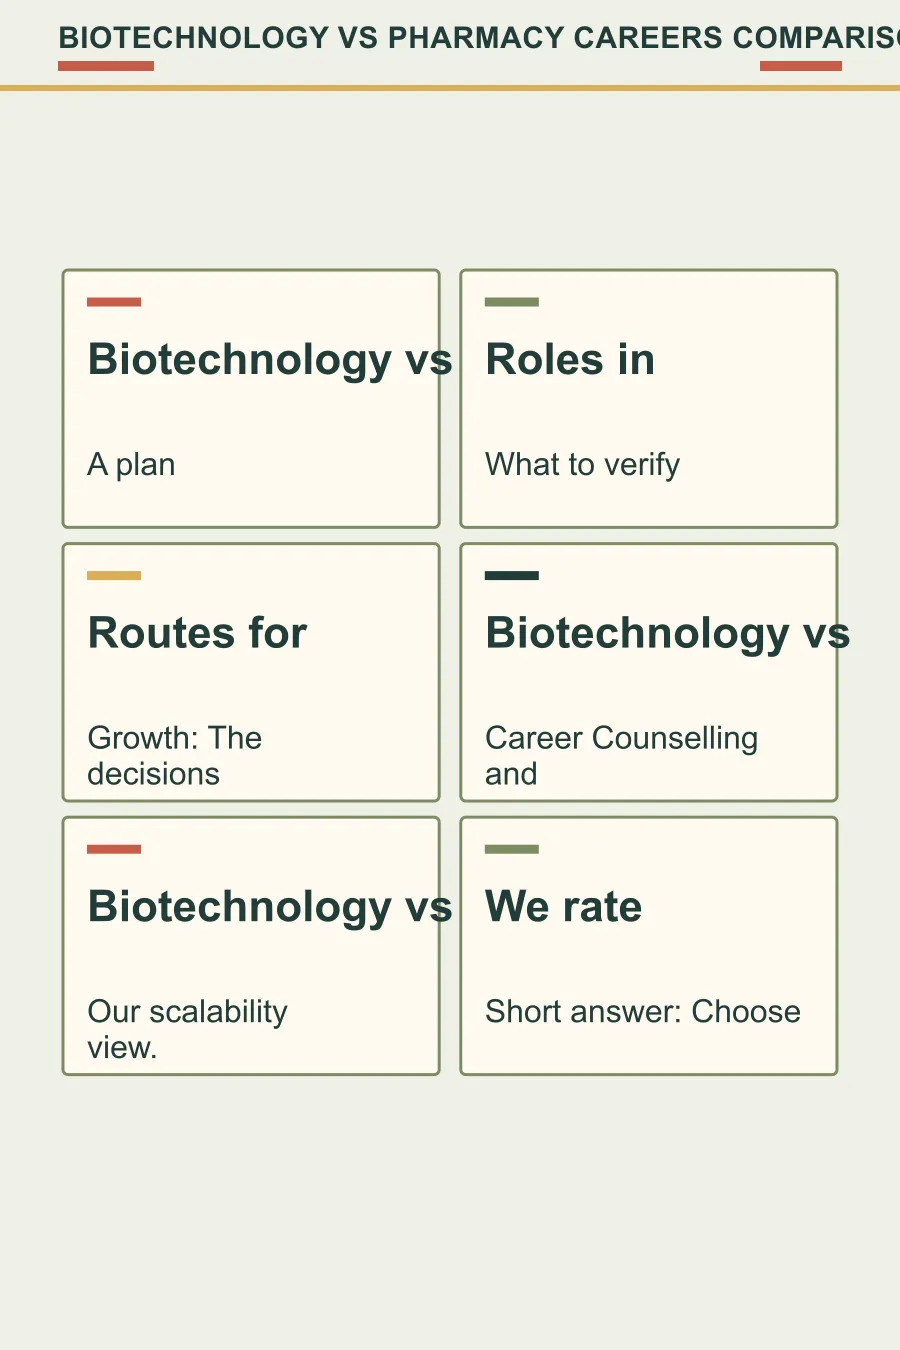 BIOTECHNOLOGY VS PHARMACY CAREERS COMPARISO
Biotechnology vs
A plan
Roles in
What to verify
Routes for
Growth: The
decisions
Biotechnology vs
Career Counselling
and
Biotechnology vs
Our scalability
view.
We rate
Short answer: Choose